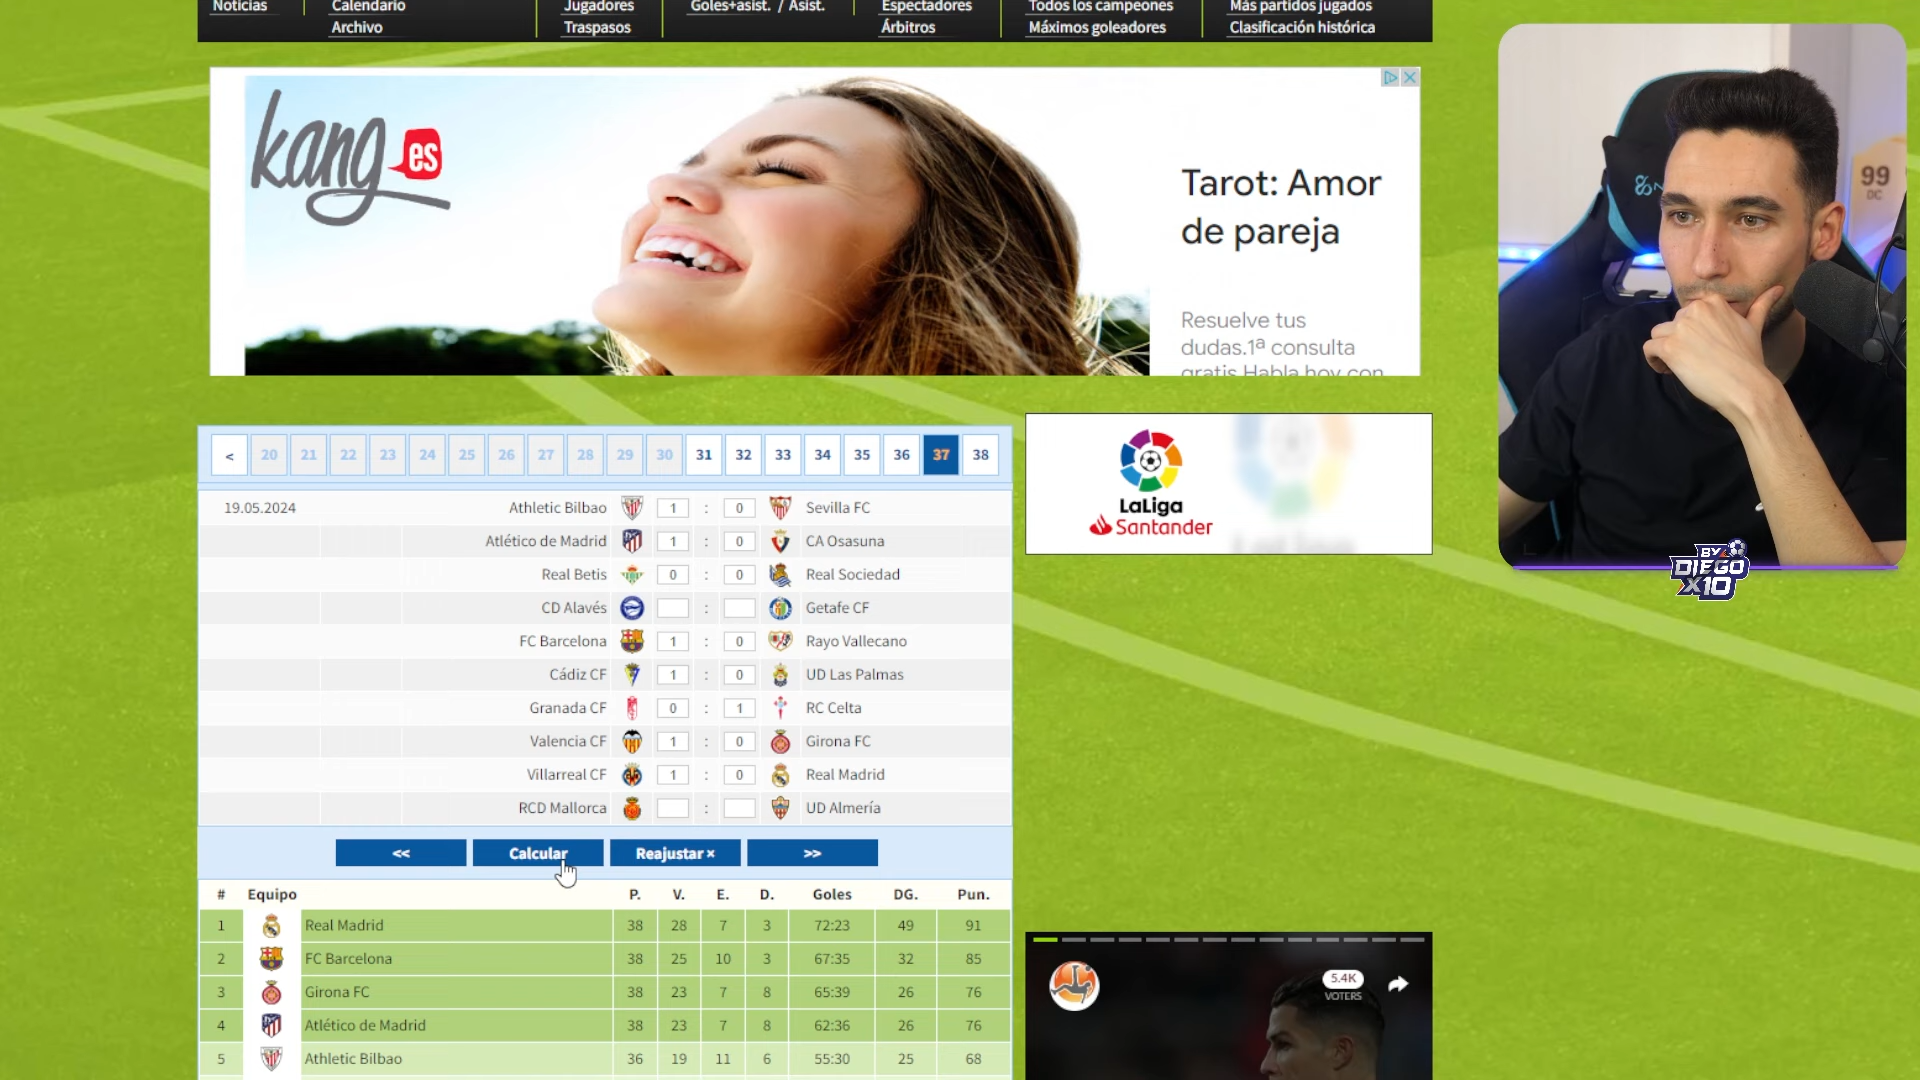 Noticias
Calendario
Archivo
Jugadores
Traspasos
Goles+asist. / Asist.
Espectadores
Árbitros
Todos los campeones
Máximos goleadores
Más partidos jugados
Clasificación histórica
kang.es
Tarot: Amor
de pareja
Resuelve tus
dudas.1ª consulta
gratis Habla hoy con
99
DC
BY
DIEGO
X10
< 20 21 22 23 24 25 26 27 28 29 30 31 32 33 34 35 36 37 38
19.05.2024 Athletic Bilbao 1 : 0 Sevilla FC
Atlético de Madrid 1 : 0 CA Osasuna
Real Betis 0 : 0 Real Sociedad
CD Alavés : Getafe CF
FC Barcelona 1 : 0 Rayo Vallecano
Cádiz CF 1 : 0 UD Las Palmas
Granada CF 0 : 1 RC Celta
Valencia CF 1 : 0 Girona FC
Villarreal CF 1 : 0 Real Madrid
RCD Mallorca : UD Almería
<< Calcular Reajustar × >>
# Equipo P. V. E. D. Goles DG. Pun.
1 Real Madrid 38 28 7 3 72:23 49 91
2 FC Barcelona 38 25 10 3 67:35 32 85
3 Girona FC 38 23 7 8 65:39 26 76
4 Atlético de Madrid 38 23 7 8 62:36 26 76
5 Athletic Bilbao 36 19 11 6 55:30 25 68
LaLiga
Santander
5.4K
VOTERS